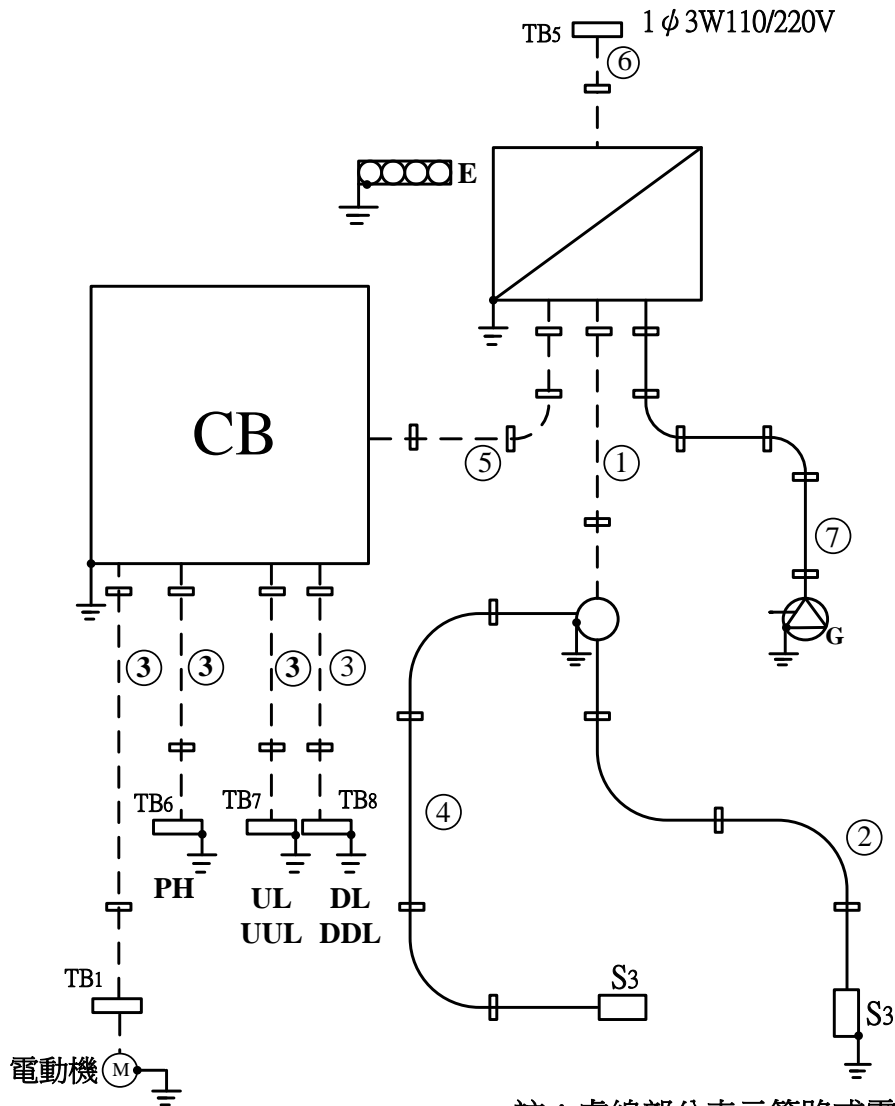 TB5
1φ3W110/220V
⑥
E
CB
⑤
①
⑦
G
③
③
③
③
TB6
TB7
TB8
④
②
PH
UL
DL
UUL
DDL
TB1
S3
S3
電動機
M